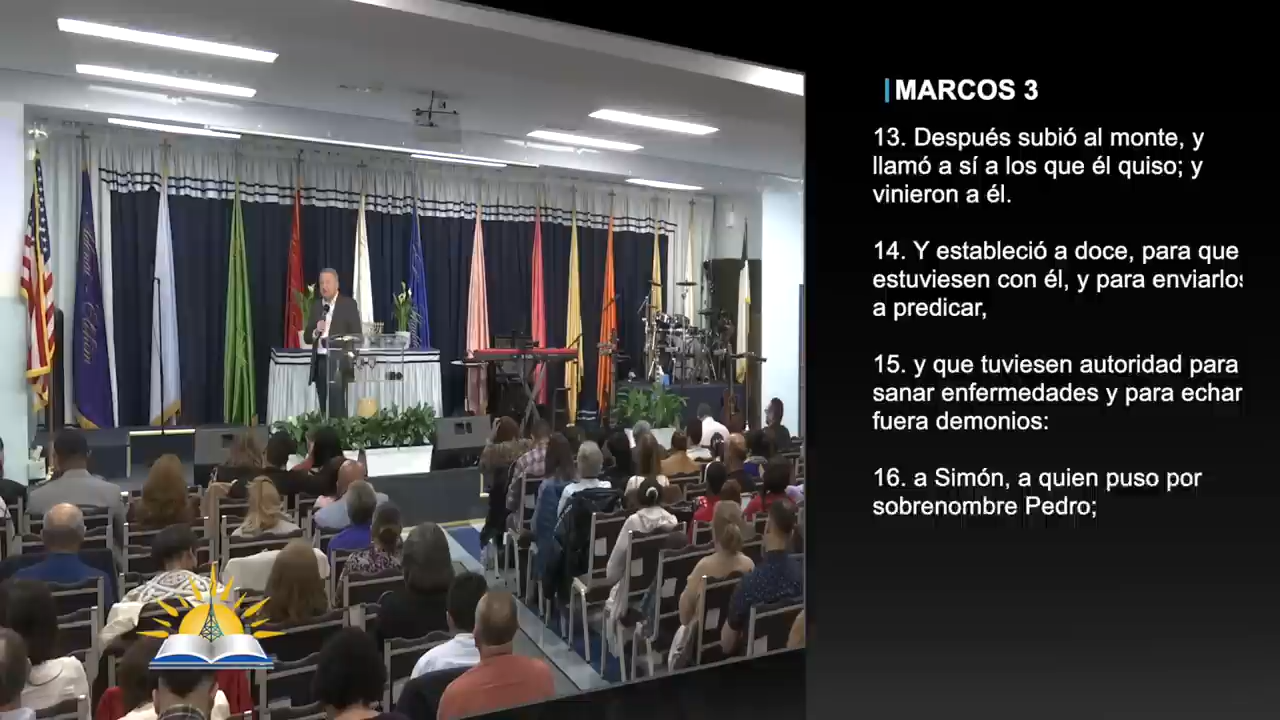 MARCOS 3
13. Después subió al monte, y
llamó a sí a los que él quiso; y
vinieron a él.
14. Y estableció a doce, para que
estuviesen con él, y para enviarlos
a predicar,
15. y que tuviesen autoridad para
sanar enfermedades y para echar
fuera demonios:
16. a Simón, a quien puso por
sobrenombre Pedro;